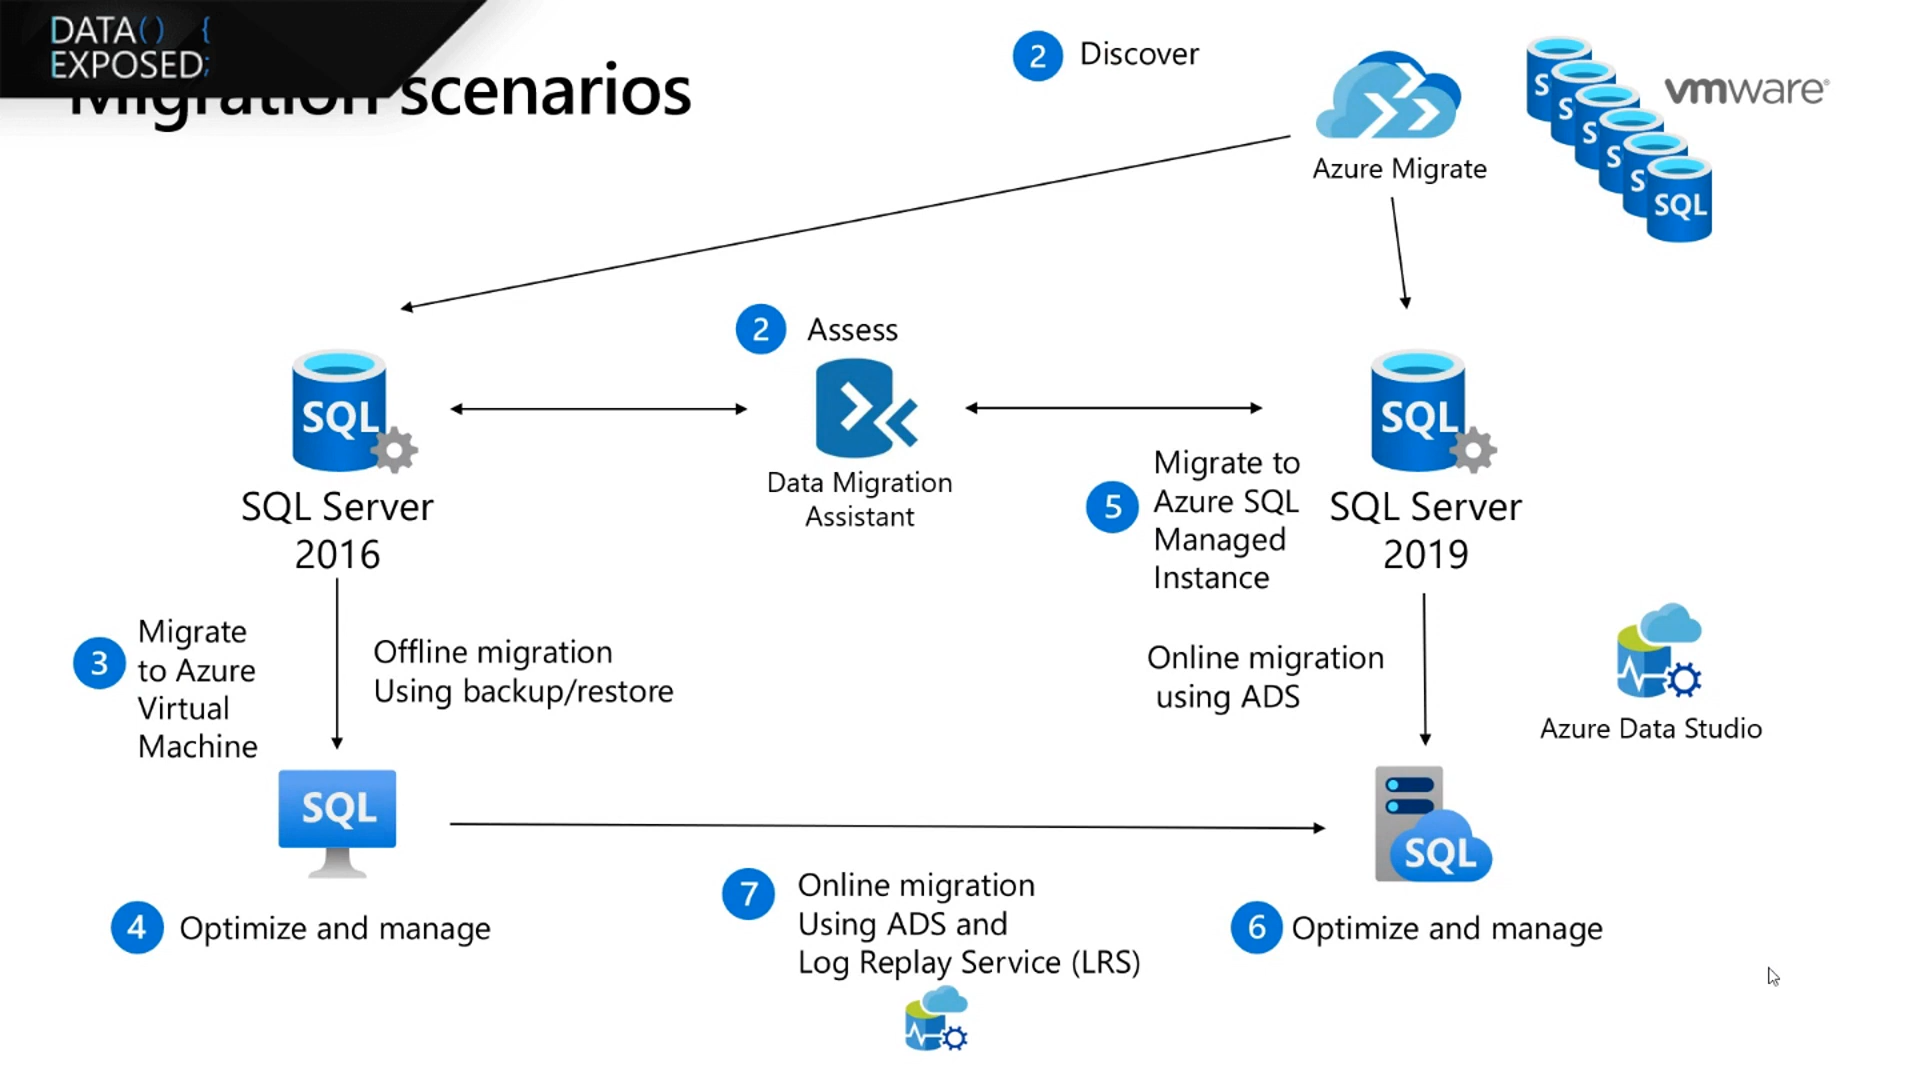 DATA() {
EXPOSED;
Migration scenarios
2 Discover
Azure Migrate
vmware®
S
S
S
S
S
SQL
2 Assess
SQL
SQL
Data Migration
Assistant
SQL Server
2016
5
Migrate to
Azure SQL
Managed
Instance
SQL Server
2019
3
Migrate
to Azure
Virtual
Machine
Offline migration
Using backup/restore
Online migration
using ADS
Azure Data Studio
SQL
SQL
4 Optimize and manage
7
Online migration
Using ADS and
Log Replay Service (LRS)
6 Optimize and manage